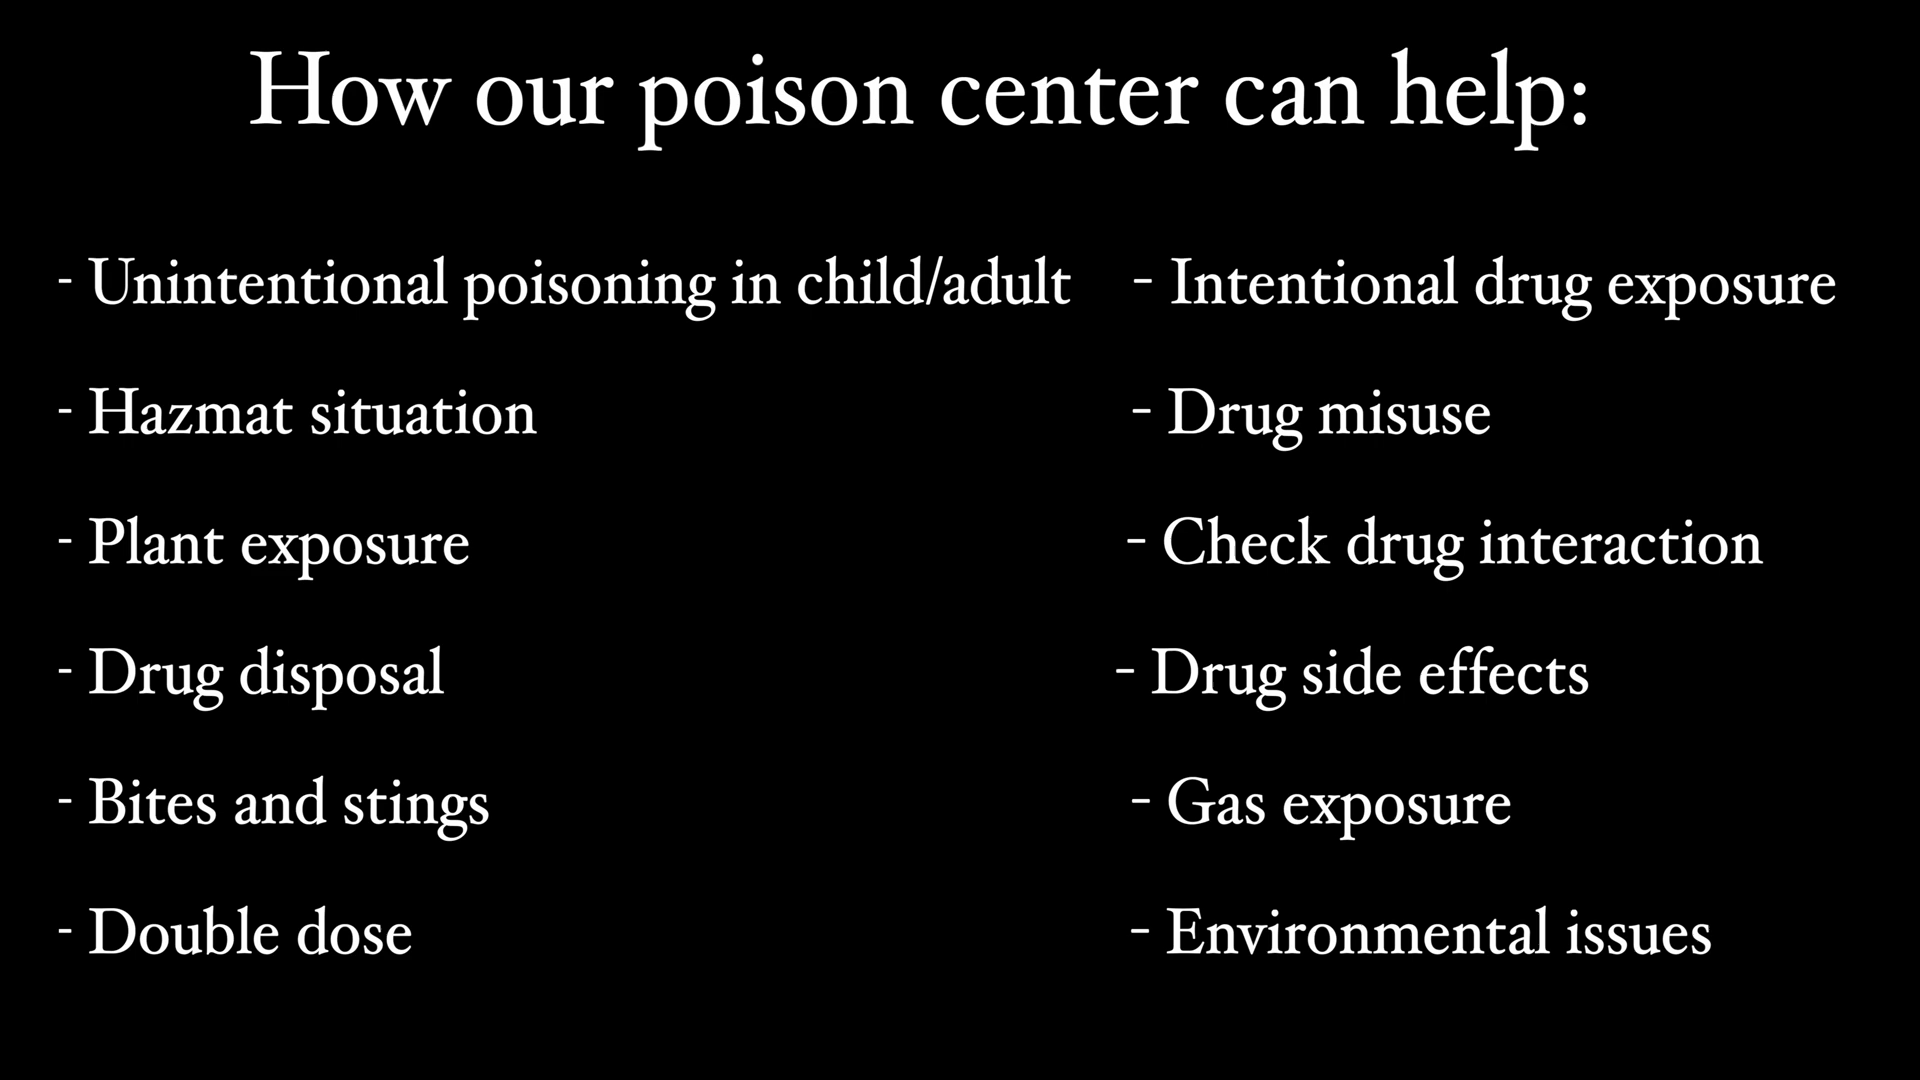 How our poison center can help:
- Unintentional poisoning in child/adult
- Hazmat situation
- Plant exposure
- Drug disposal
- Bites and stings
- Double dose
- Intentional drug exposure
- Drug misuse
- Check drug interaction
- Drug side effects
- Gas exposure
- Environmental issues